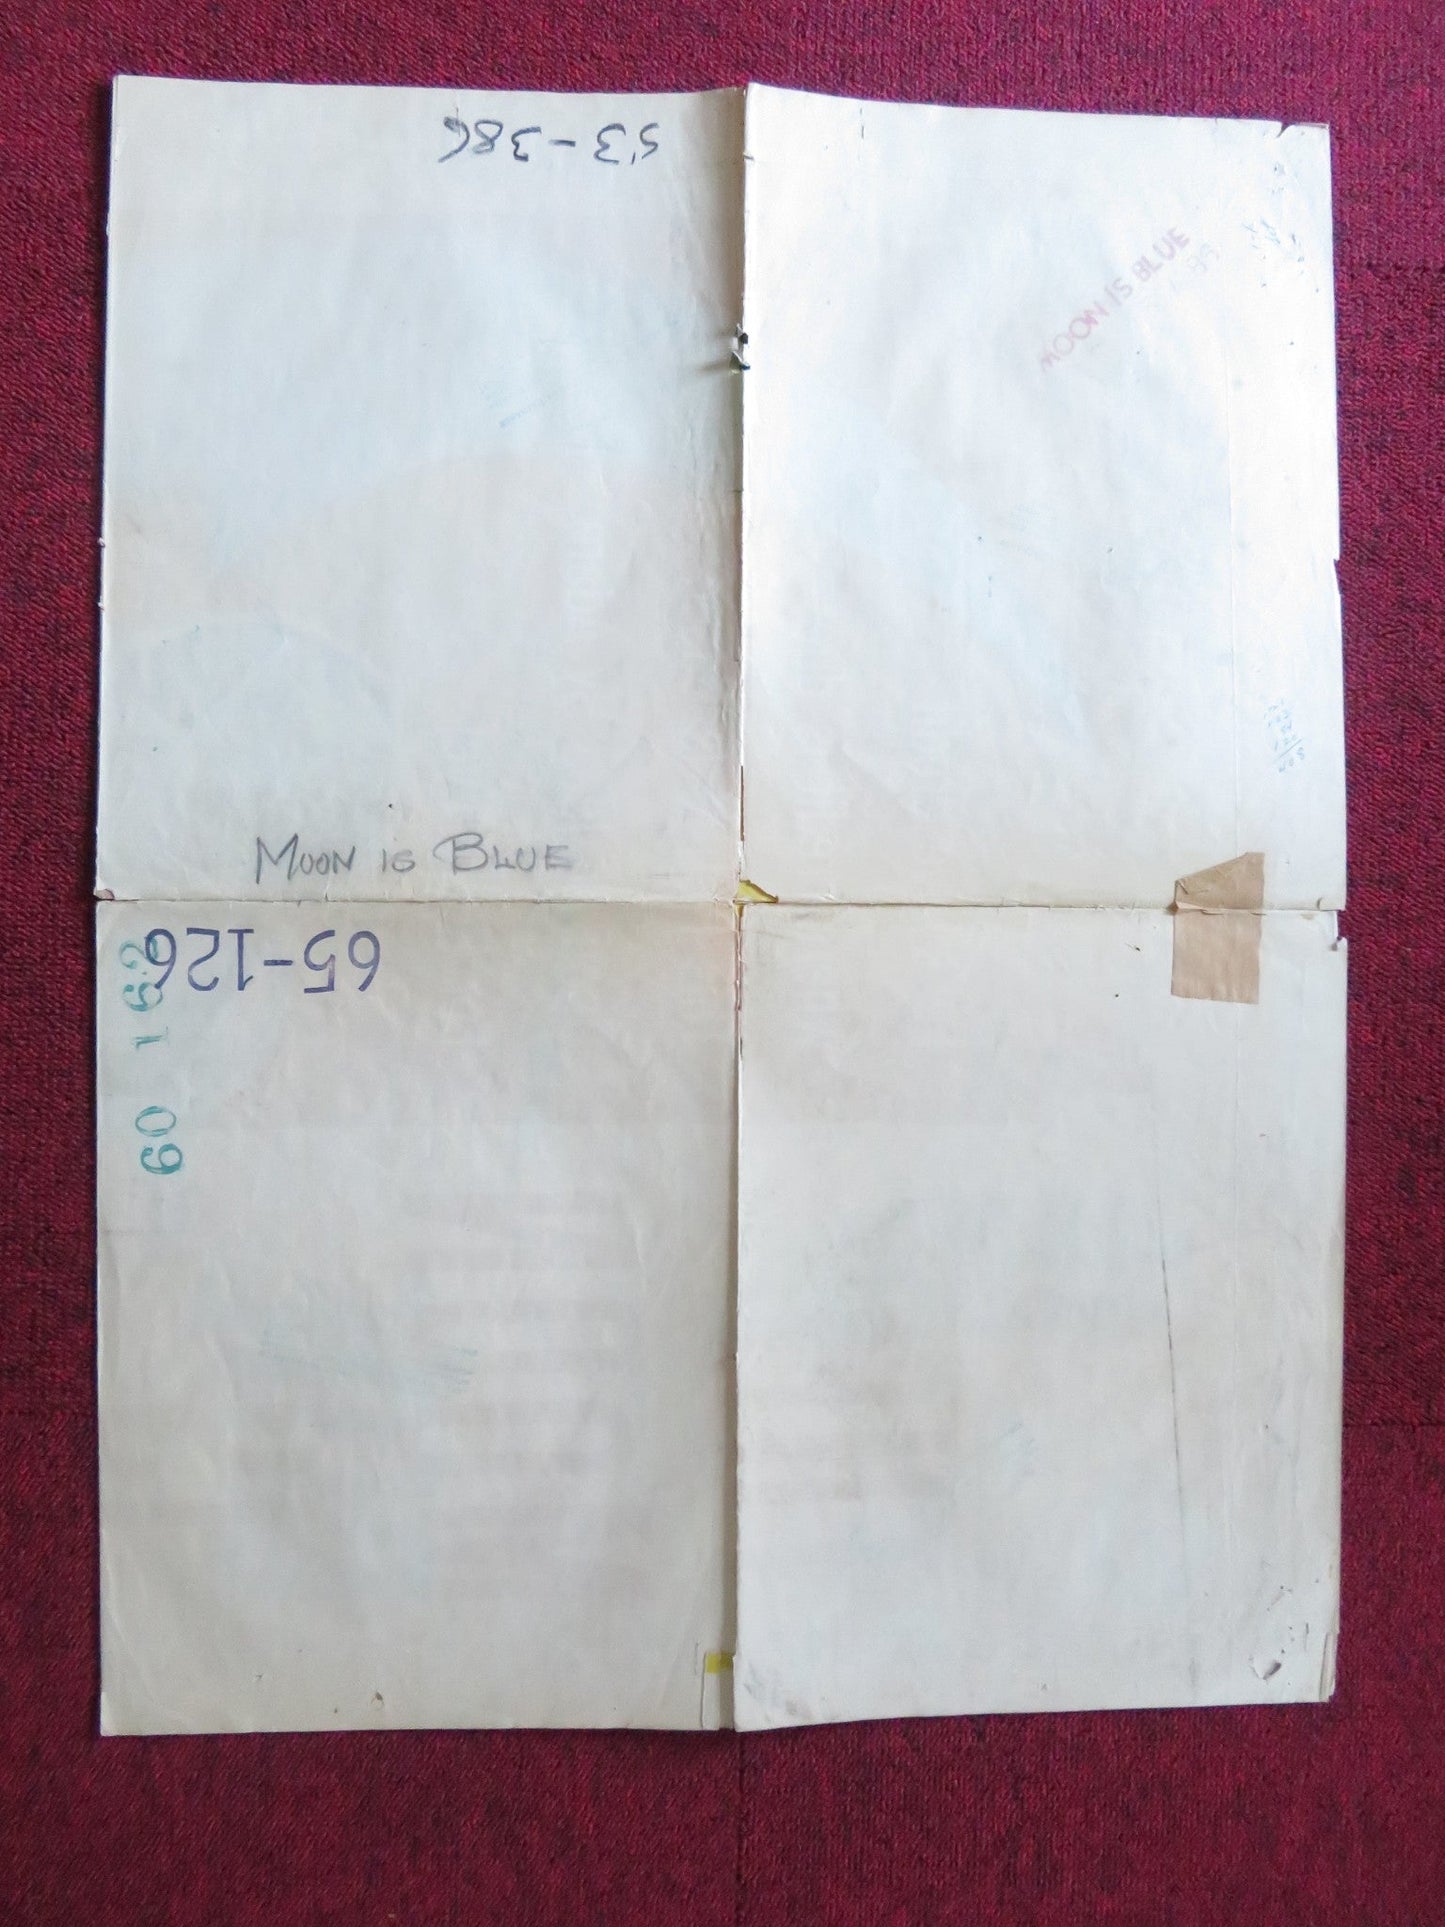 53-386
MOON IS BLUE
MOON IS BLUE
65-126
60 162